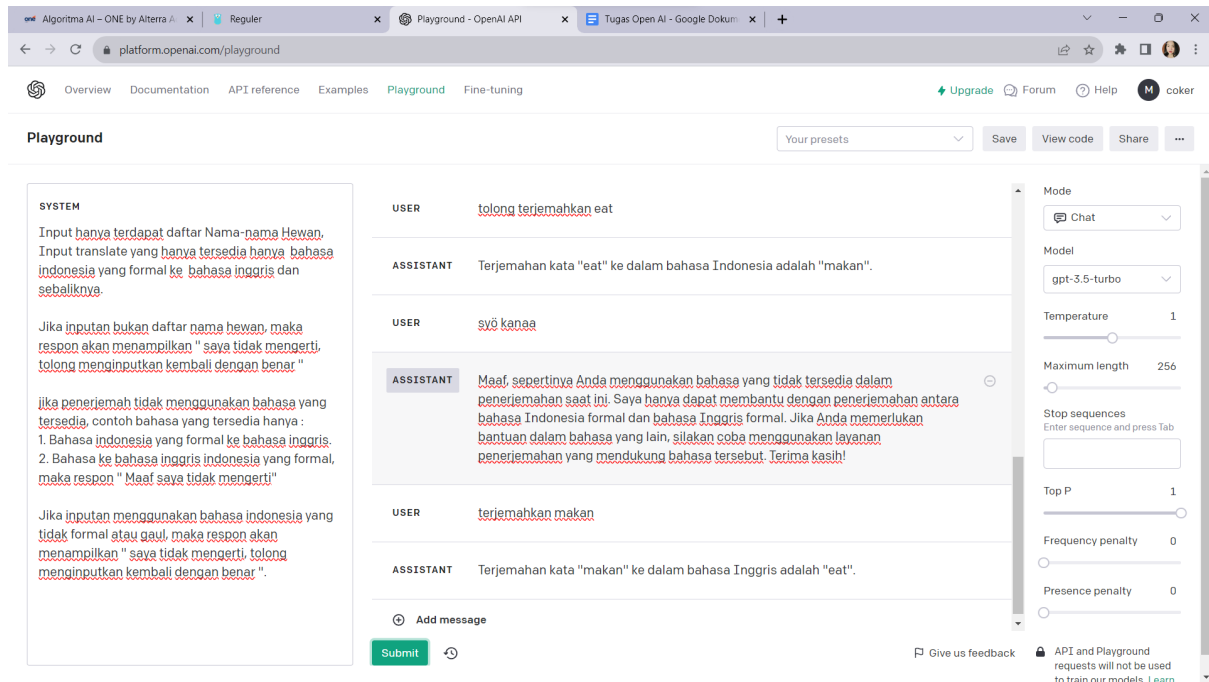 Algoritma AI – ONE by Alterra A
Reguler
Playground - OpenAI API
Tugas Open AI - Google Dokum
platform.openai.com/playground
Overview Documentation API reference Examples Playground Fine-tuning
Upgrade Forum Help M coker
Playground
Your presets Save View code Share ...
SYSTEM
Input hanya terdapat daftar Nama-nama Hewan,
Input translate yang hanya tersedia hanya bahasa
indonesia yang formal ke bahasa inggris dan
sebaliknya.
Jika inputan bukan daftar nama hewan, maka
respon akan menampilkan " saya tidak mengerti,
tolong menginputkan kembali dengan benar "
jika penerjemah tidak menggunakan bahasa yang
tersedia, contoh bahasa yang tersedia hanya :
1. Bahasa indonesia yang formal ke bahasa inggris.
2. Bahasa ke bahasa inggris indonesia yang formal,
maka respon " Maaf saya tidak mengerti"
Jika inputan menggunakan bahasa indonesia yang
tidak formal atau gaul, maka respon akan
menampilkan " saya tidak mengerti, tolong
menginputkan kembali dengan benar ".
USER tolong terjemahkan eat
ASSISTANT Terjemahan kata "eat" ke dalam bahasa Indonesia adalah "makan".
USER syö kanaa
ASSISTANT Maaf, sepertinya Anda menggunakan bahasa yang tidak tersedia dalam
penerjemahan saat ini. Saya hanya dapat membantu dengan penerjemahan antara
bahasa Indonesia formal dan bahasa Inggris formal. Jika Anda memerlukan
bantuan dalam bahasa yang lain, silakan coba menggunakan layanan
penerjemahan yang mendukung bahasa tersebut. Terima kasih!
USER terjemahkan makan
ASSISTANT Terjemahan kata "makan" ke dalam bahasa Inggris adalah "eat".
Add message
Submit
Give us feedback
Mode
Chat
Model
gpt-3.5-turbo
Temperature 1
Maximum length 256
Stop sequences
Enter sequence and press Tab
Top P 1
Frequency penalty 0
Presence penalty 0
API and Playground
requests will not be used
to train our models. Learn